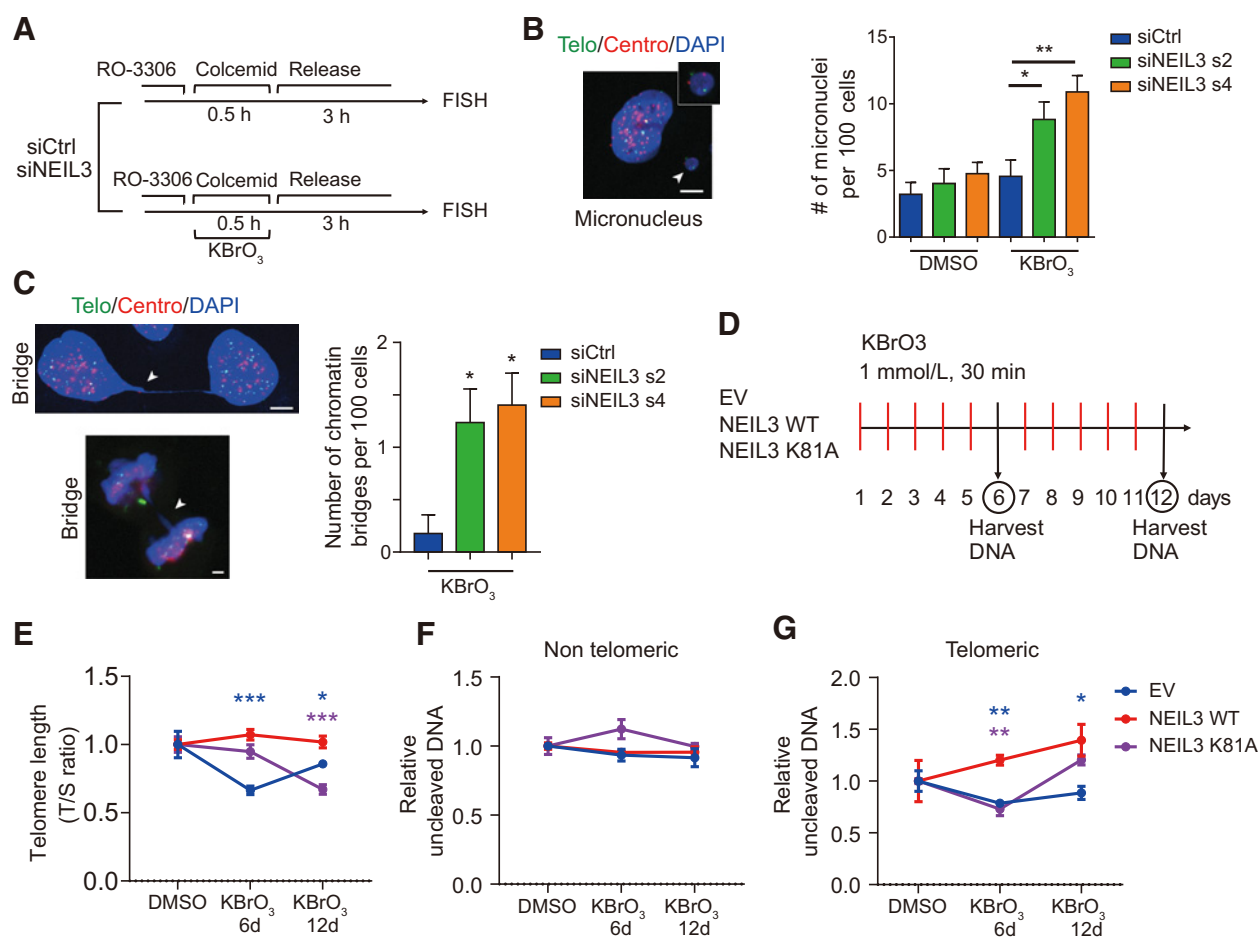 A
RO-3306 Colcemid Release
0.5 h 3 h
FISH
siCtrl
siNEIL3
RO-3306 Colcemid Release
0.5 h 3 h
FISH
KBrO3
B
Telo/Centro/DAPI
Micronucleus
# of micronuclei
per 100 cells
15
10
5
0
*
**
DMSO KBrO3
siCtrl
siNEIL3 s2
siNEIL3 s4
C
Telo/Centro/DAPI
Bridge
Bridge
Number of chromatin
bridges per 100 cells
2
1
0
* *
KBrO3
siCtrl
siNEIL3 s2
siNEIL3 s4
D
KBrO3
1 mmol/L, 30 min
EV
NEIL3 WT
NEIL3 K81A
1 2 3 4 5 6 7 8 9 10 11 12 days
Harvest
DNA
Harvest
DNA
E
Telomere length
(T/S ratio)
1.5
1.0
0.5
0.0
***
*
***
DMSO KBrO3 KBrO3
6d 12d
F
Non telomeric
Relative
uncleaved DNA
1.5
1.0
0.5
0.0
DMSO KBrO3 KBrO3
6d 12d
G
Telomeric
Relative
uncleaved DNA
2.0
1.5
1.0
0.5
0.0
**
**
*
DMSO KBrO3 KBrO3
6d 12d
EV
NEIL3 WT
NEIL3 K81A